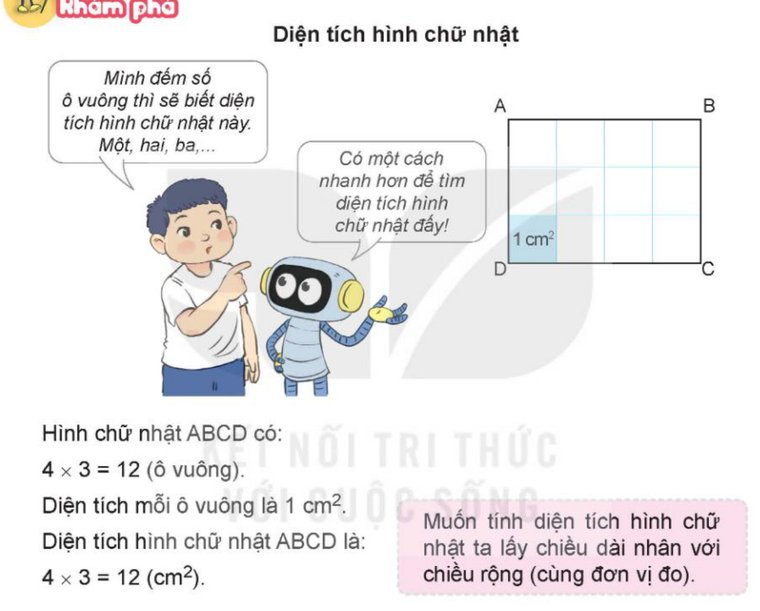 Khám phá
Diện tích hình chữ nhật
Mình đếm số
ô vuông thì sẽ biết diện
tích hình chữ nhật này.
Một, hai, ba,...
Có một cách
nhanh hơn để tìm
diện tích hình
chữ nhật đấy!
A
B
1 cm²
D
C
Hình chữ nhật ABCD có:
4 × 3 = 12 (ô vuông).
Diện tích mỗi ô vuông là 1 cm².
Diện tích hình chữ nhật ABCD là:
4 × 3 = 12 (cm²).
Muốn tính diện tích hình chữ
nhật ta lấy chiều dài nhân với
chiều rộng (cùng đơn vị đo).
KẾT NỐI TRI THỨC
VỚI CUỘC SỐNG